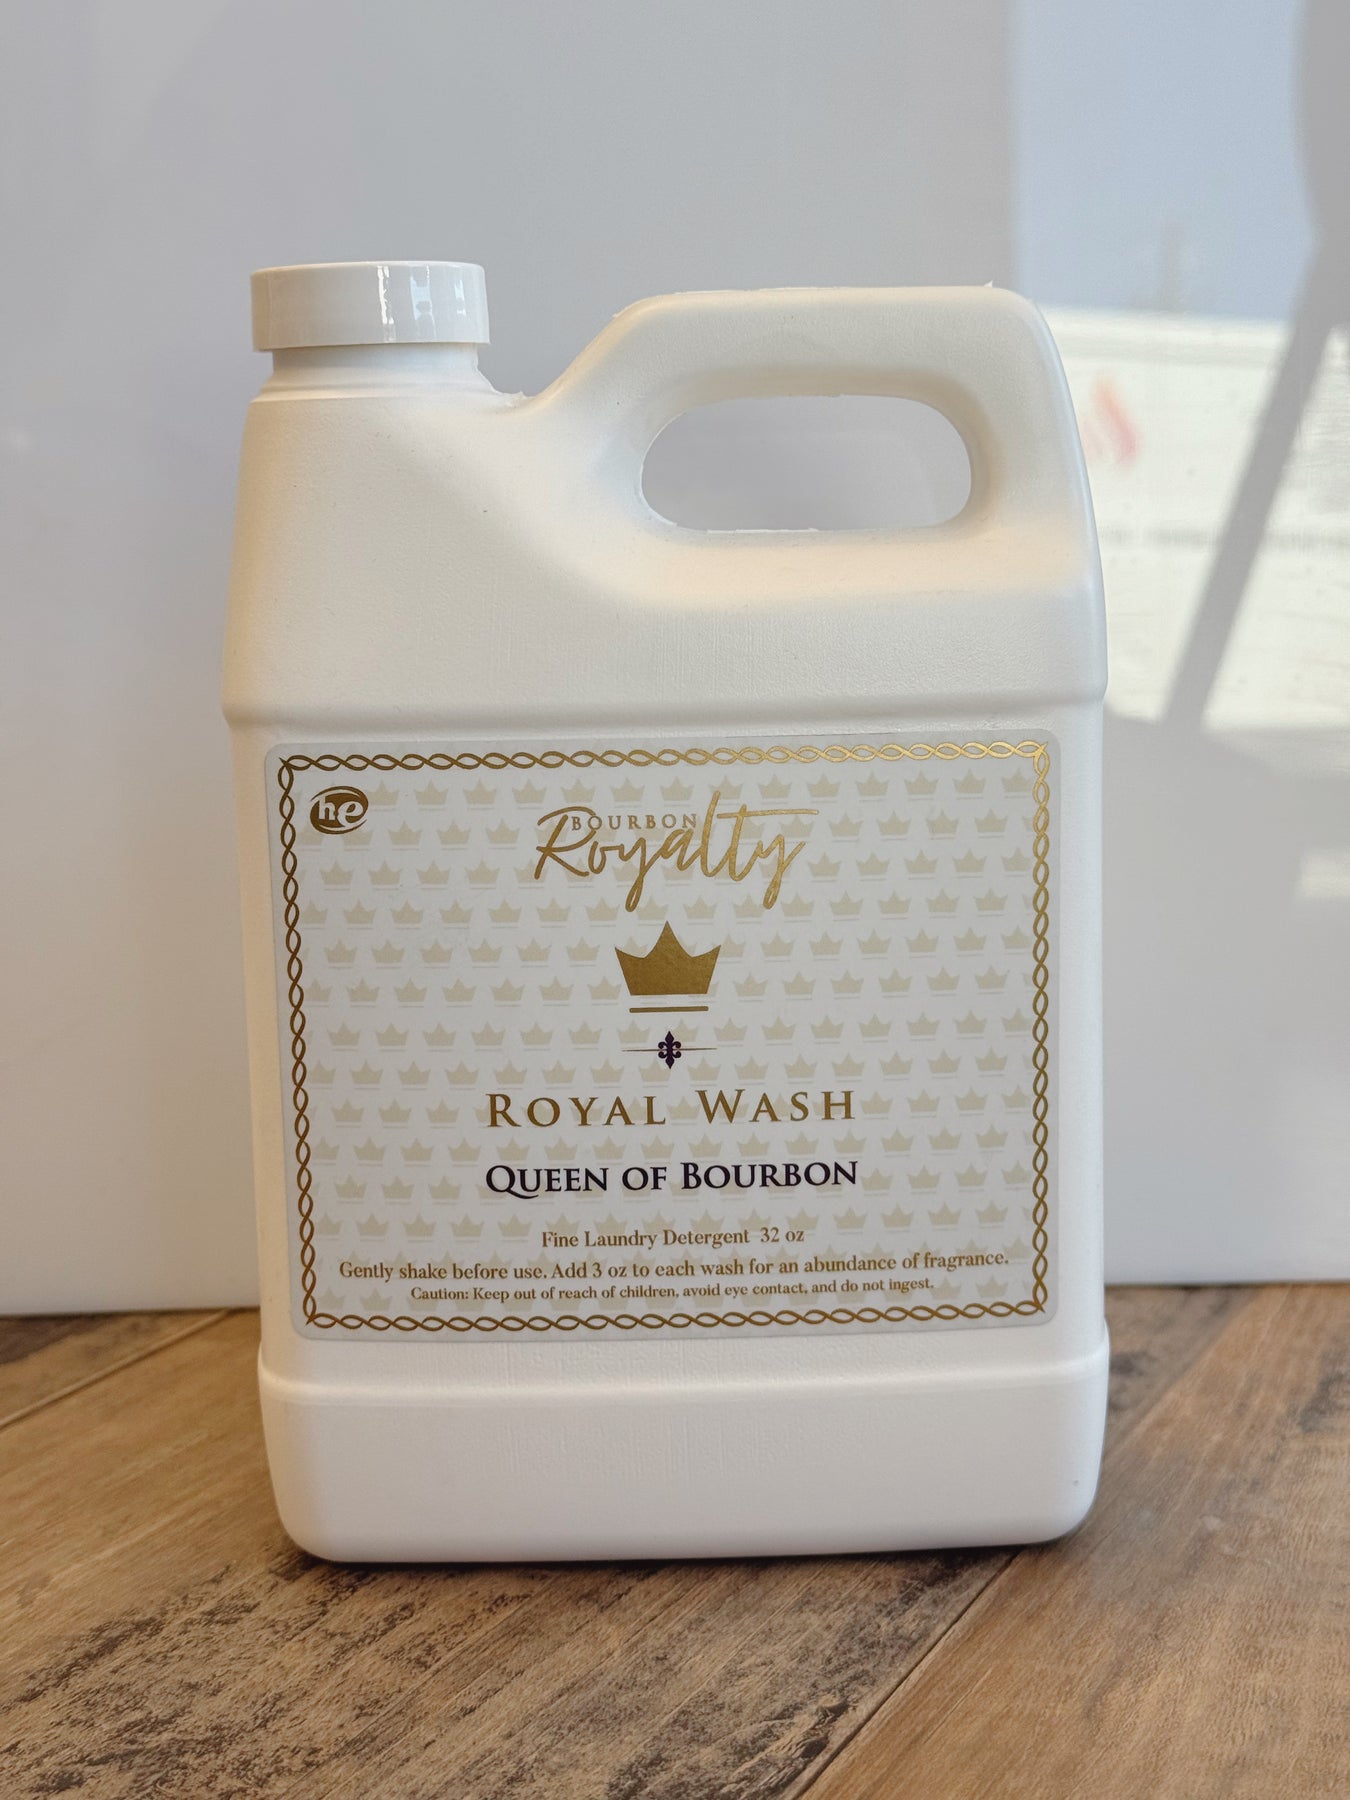 he
BOURBON
Royalty
ROYAL WASH
QUEEN OF BOURBON
Fine Laundry Detergent 32 oz
Gently shake before use. Add 3 oz to each wash for an abundance of fragrance.
Caution: Keep out of reach of children, avoid eye contact, and do not ingest.